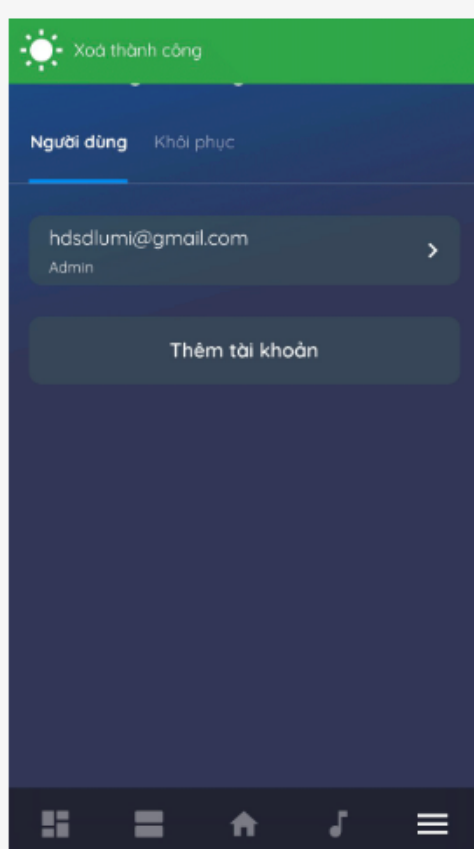 Xoá thành công
Người dùng Khôi phục
hdsdlumi@gmail.com
Admin
Thêm tài khoản